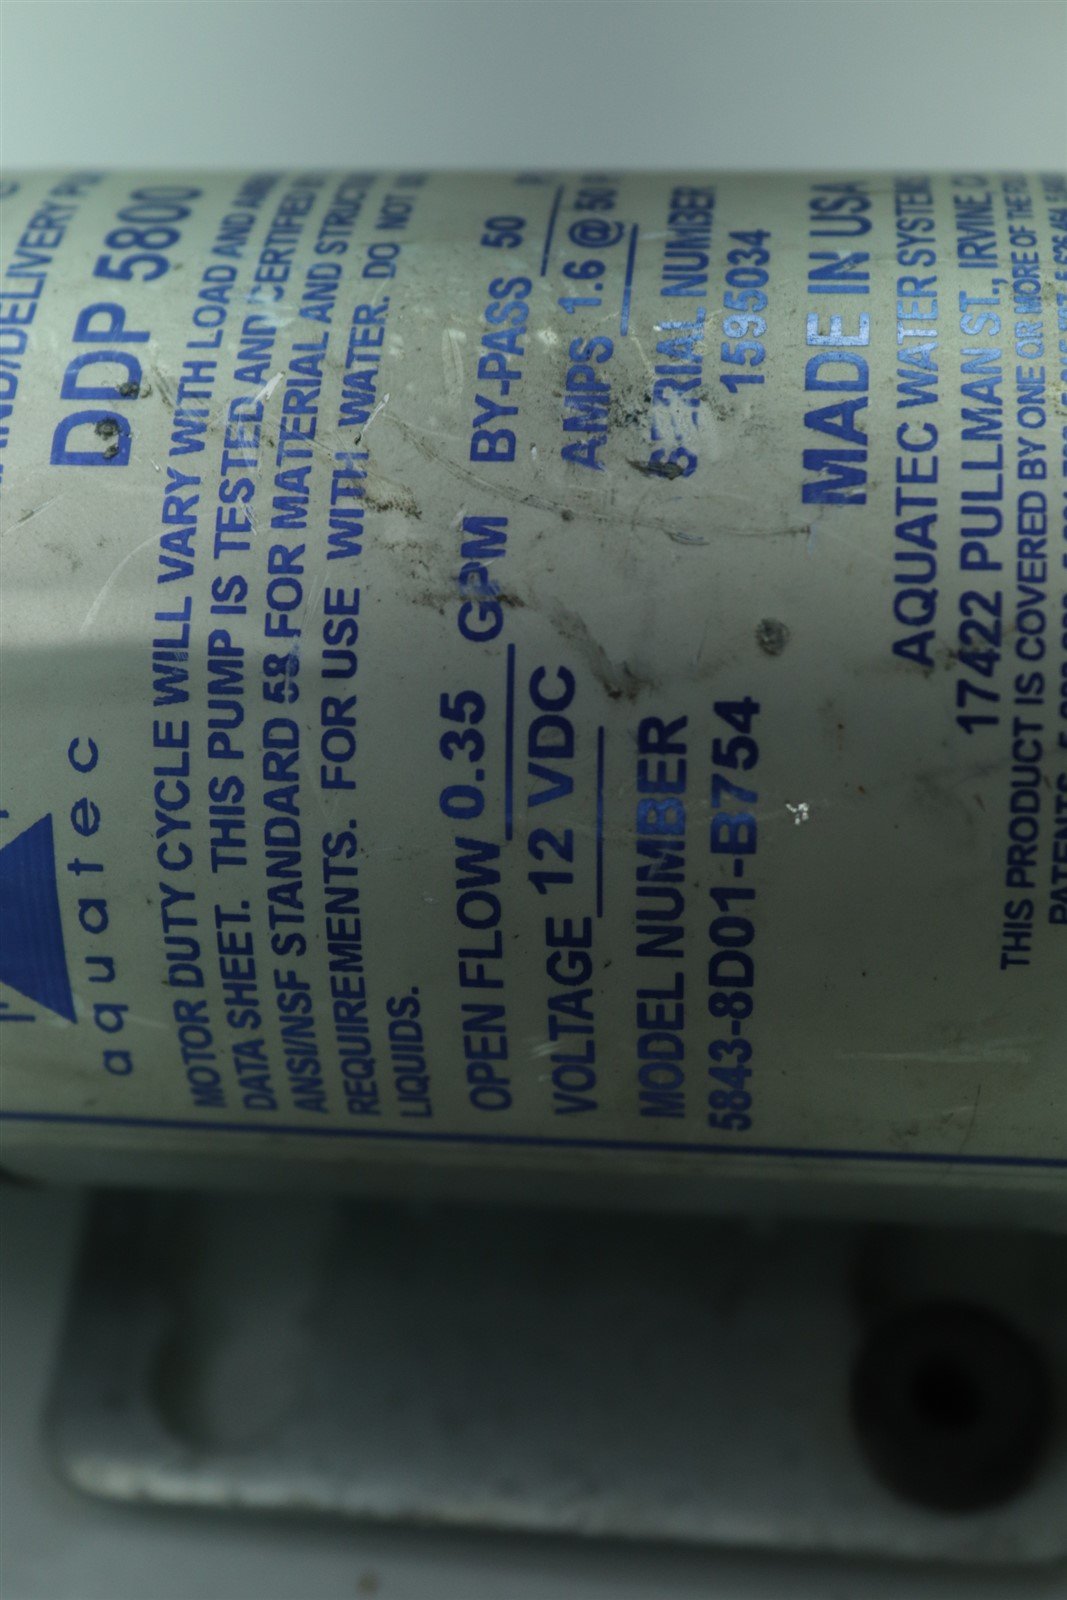 aquatec
DELIVERY
DDP 5800
MOTOR DUTY CYCLE WILL VARY WITH LOAD AND
DATA SHEET. THIS PUMP IS TESTED AND CERTIFIED
ANSI/NSF STANDARD 58 FOR MATERIAL AND
REQUIREMENTS. FOR USE WITH WATER. DO NOT
LIQUIDS.
OPEN FLOW 0.35 GPM BY-PASS 50
VOLTAGE 12 VDC AMPS 1.6 @ 50
MODEL NUMBER SERIAL NUMBER
5843-8D01-B754 1595034
MADE IN USA
AQUATEC WATER SYSTEMS
17422 PULLMAN ST., IRVINE,
THIS PRODUCT IS COVERED BY ONE OR MORE OF THE
PATENTS: